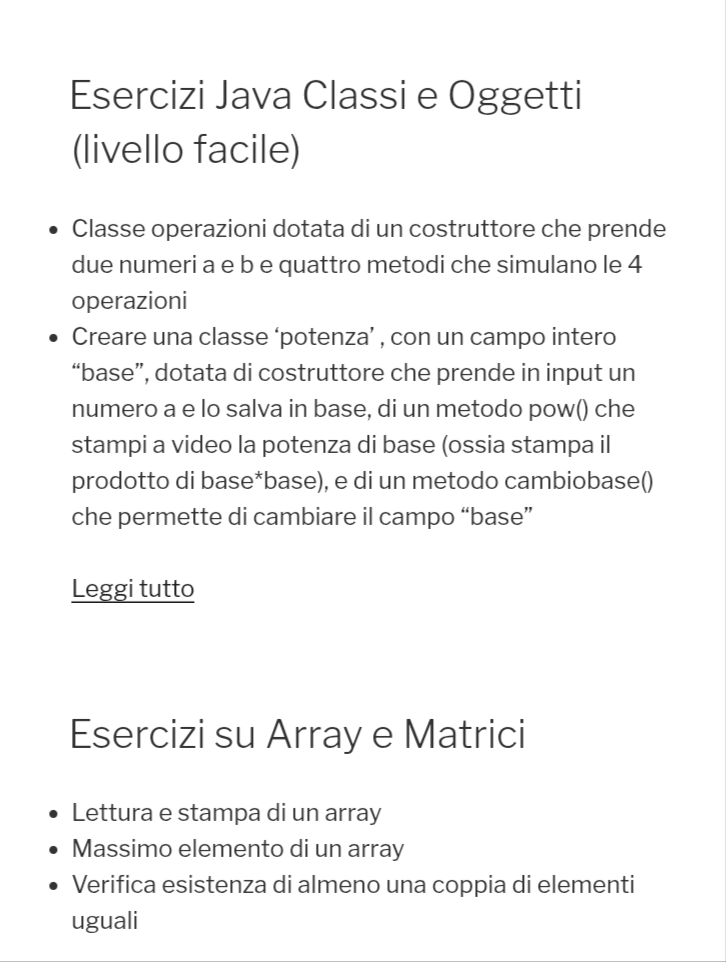 Esercizi Java Classi e Oggetti
(livello facile)
• Classe operazioni dotata di un costruttore che prende
due numeri a e b e quattro metodi che simulano le 4
operazioni
• Creare una classe ‘potenza’ , con un campo intero
“base”, dotata di costruttore che prende in input un
numero a e lo salva in base, di un metodo pow() che
stampi a video la potenza di base (ossia stampa il
prodotto di base*base), e di un metodo cambiobase()
che permette di cambiare il campo “base”
Leggi tutto
Esercizi su Array e Matrici
• Lettura e stampa di un array
• Massimo elemento di un array
• Verifica esistenza di almeno una coppia di elementi
uguali